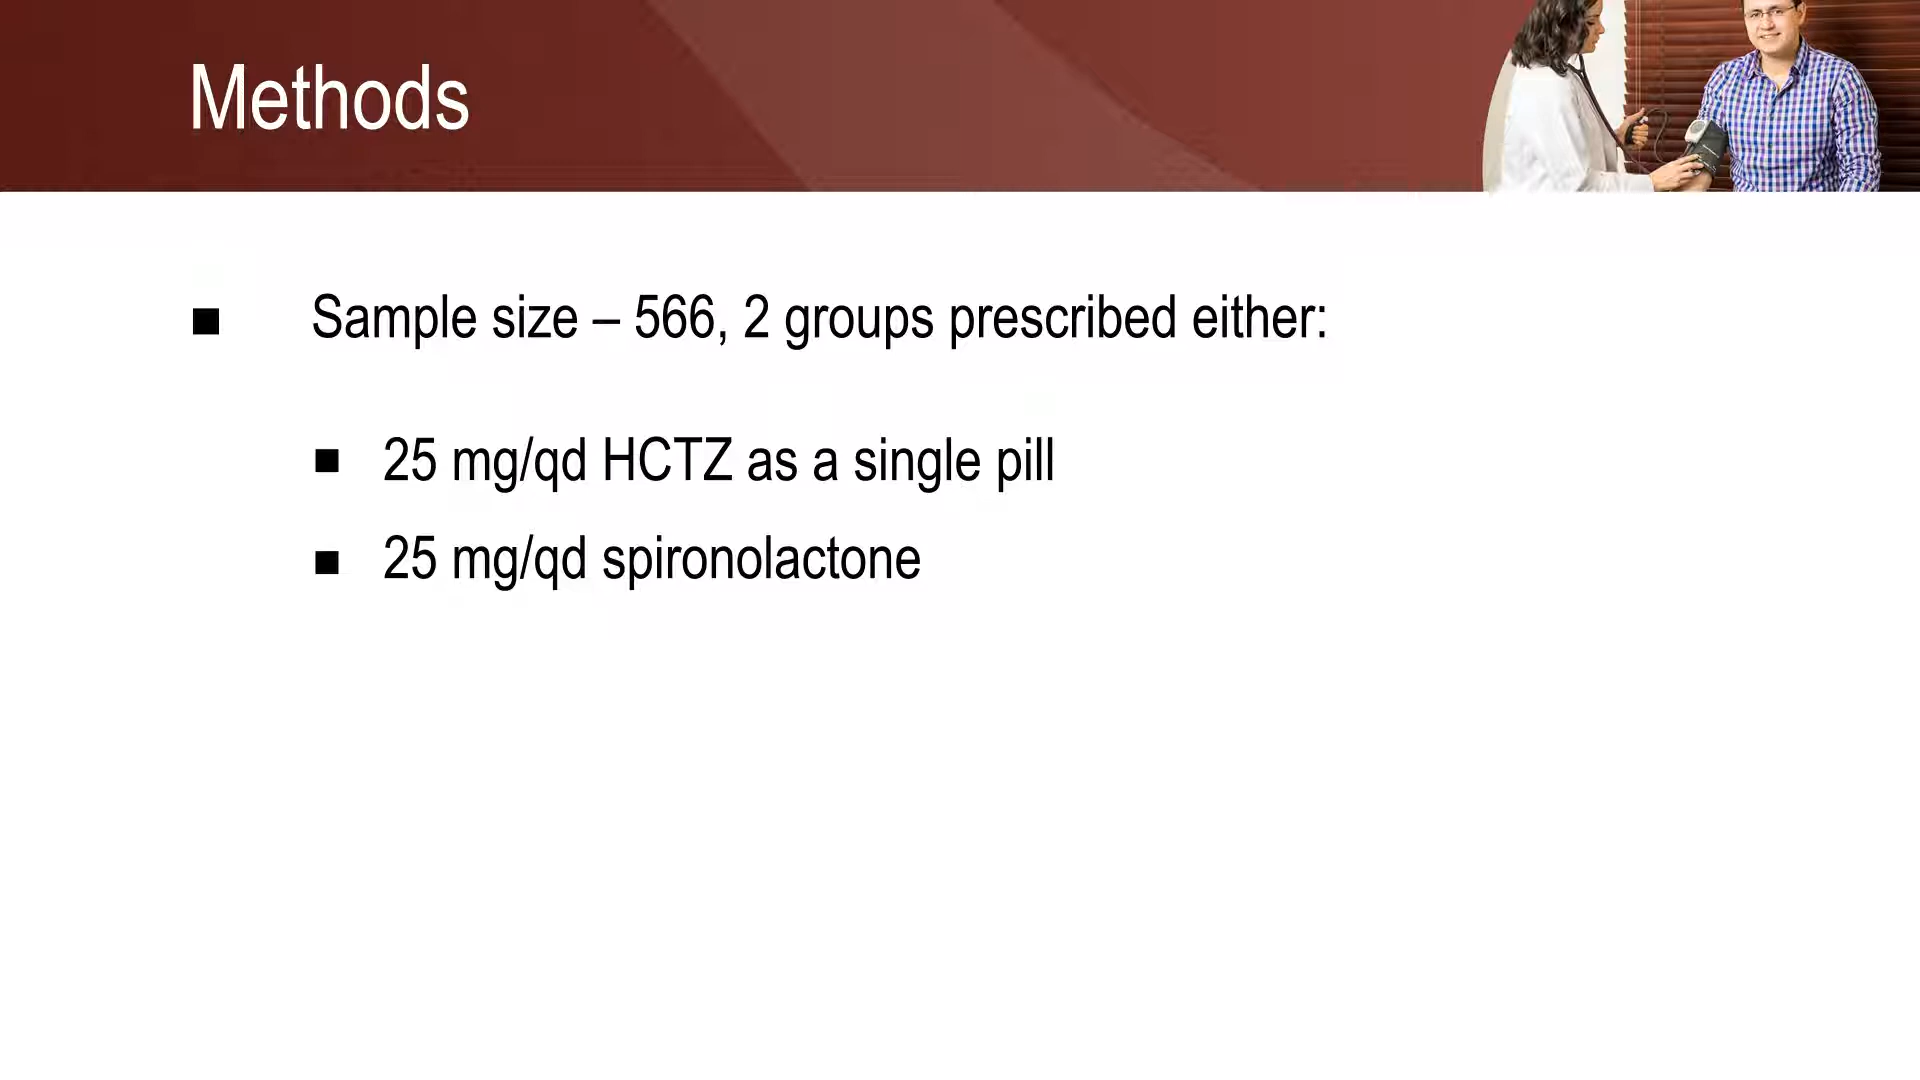 Methods
Sample size – 566, 2 groups prescribed either:
25 mg/qd HCTZ as a single pill
25 mg/qd spironolactone